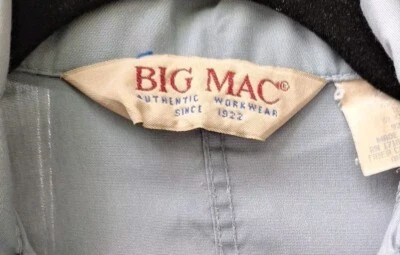 BIG MAC®
AUTHENTIC WORKWEAR
SINCE 1922